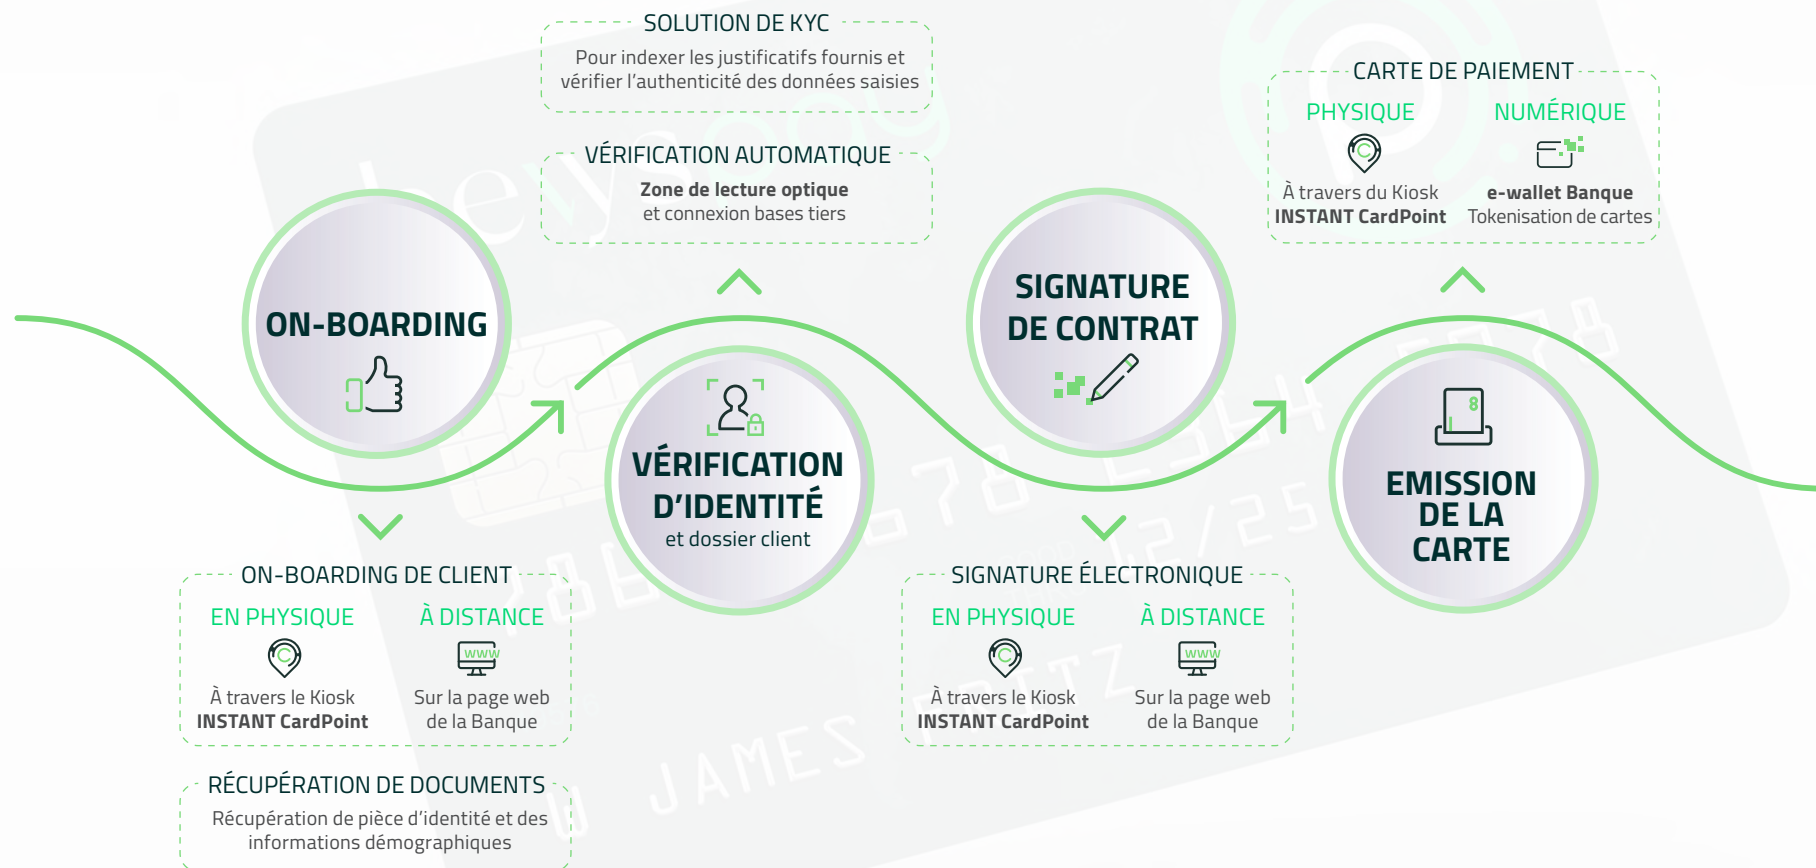 SOLUTION DE KYC
Pour indexer les justificatifs fournis et
vérifier l'authenticité des données saisies
VÉRIFICATION AUTOMATIQUE
Zone de lecture optique
et connexion bases tiers
CARTE DE PAIEMENT
PHYSIQUE
À travers du Kiosk
INSTANT CardPoint
NUMÉRIQUE
e-wallet Banque
Tokenisation de cartes
ON-BOARDING
VÉRIFICATION
D'IDENTITÉ
et dossier client
SIGNATURE
DE CONTRAT
8
EMISSION
DE LA
CARTE
ON-BOARDING DE CLIENT
EN PHYSIQUE
À travers le Kiosk
INSTANT CardPoint
À DISTANCE
www
Sur la page web
de la Banque
RÉCUPÉRATION DE DOCUMENTS
Récupération de pièce d'identité et des
informations démographiques
SIGNATURE ÉLECTRONIQUE
EN PHYSIQUE
À travers le Kiosk
INSTANT CardPoint
À DISTANCE
www
Sur la page web
de la Banque
12/25
W JAMES FRITZ